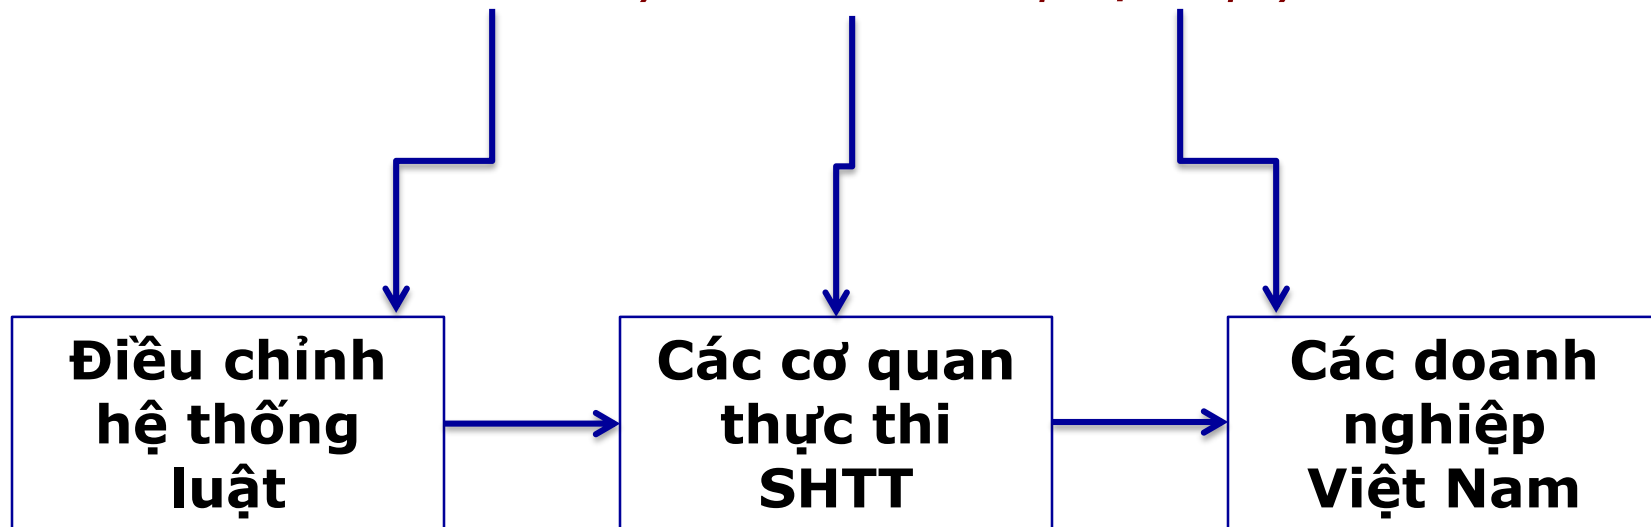 Điều chỉnh
hệ thống
luật
Các cơ quan
thực thi
SHTT
Các doanh
nghiệp
Việt Nam